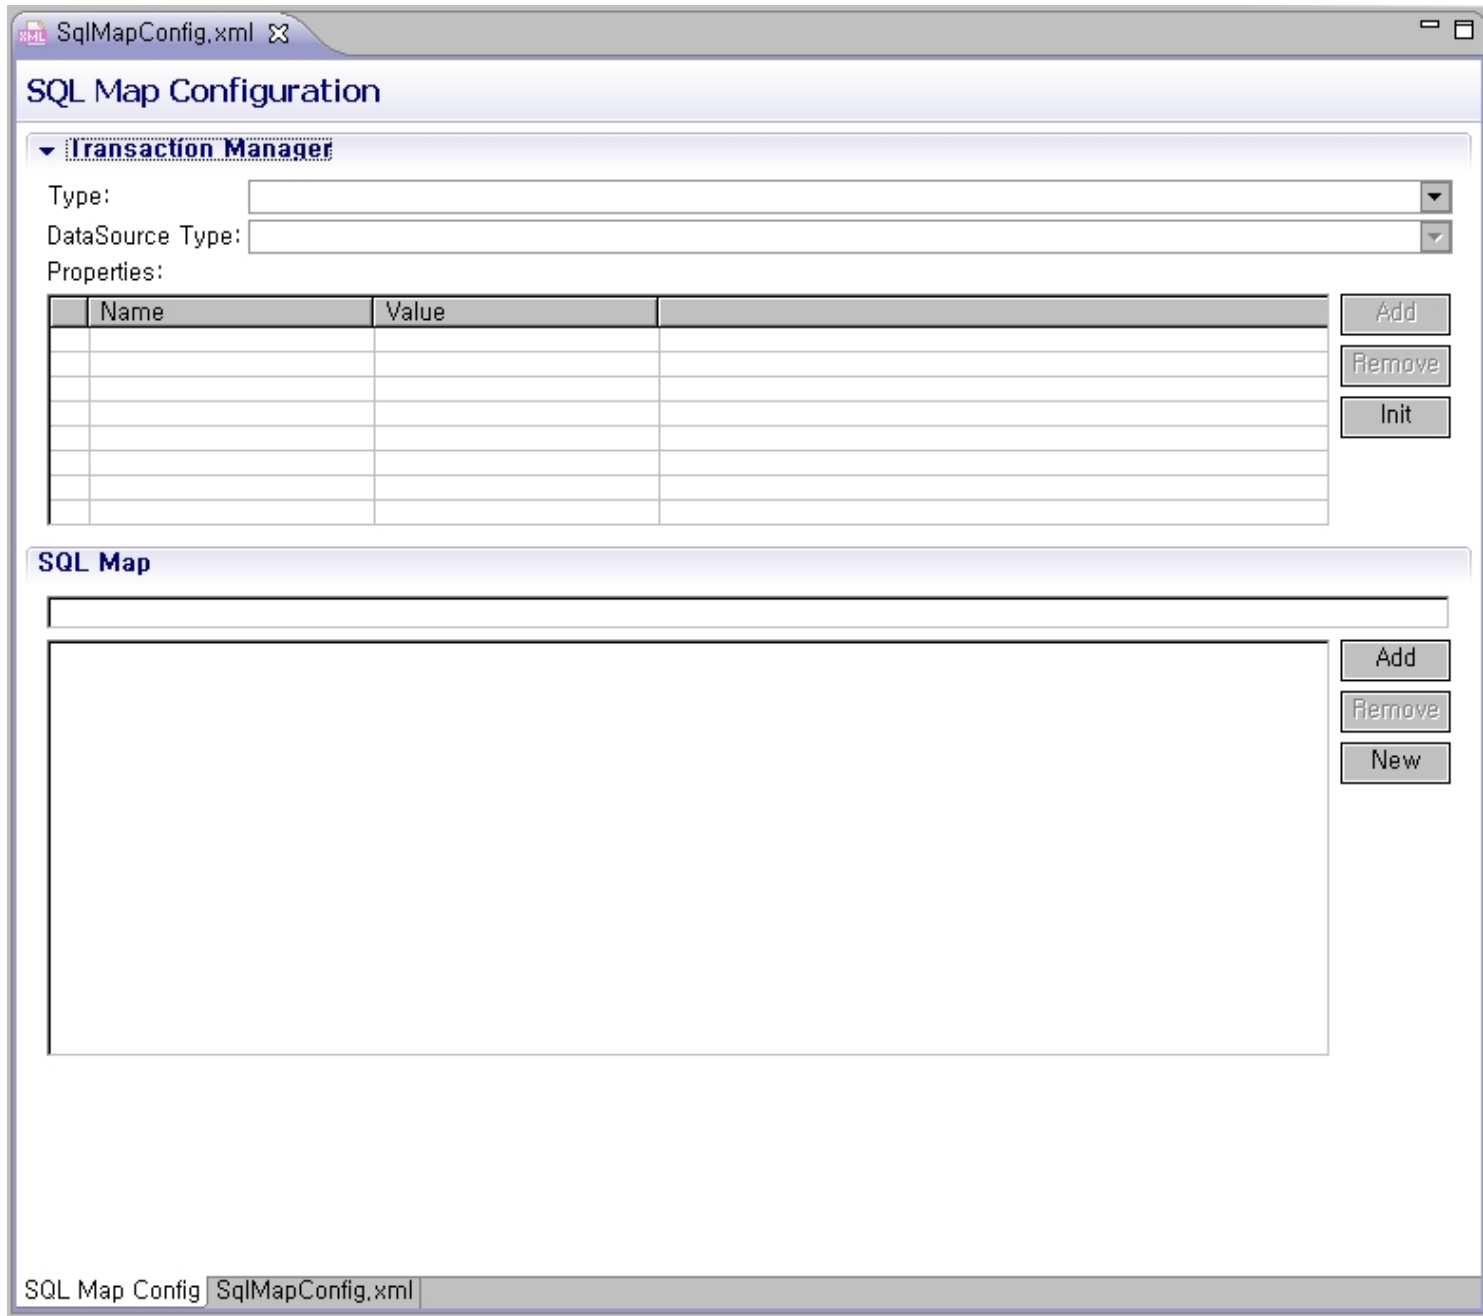 XML SqlMapConfig.xml
SQL Map Configuration
Transaction Manager
Type:
DataSource Type:
Properties:
Name Value
Add
Remove
Init
SQL Map
Add
Remove
New
SQL Map Config SqlMapConfig.xml